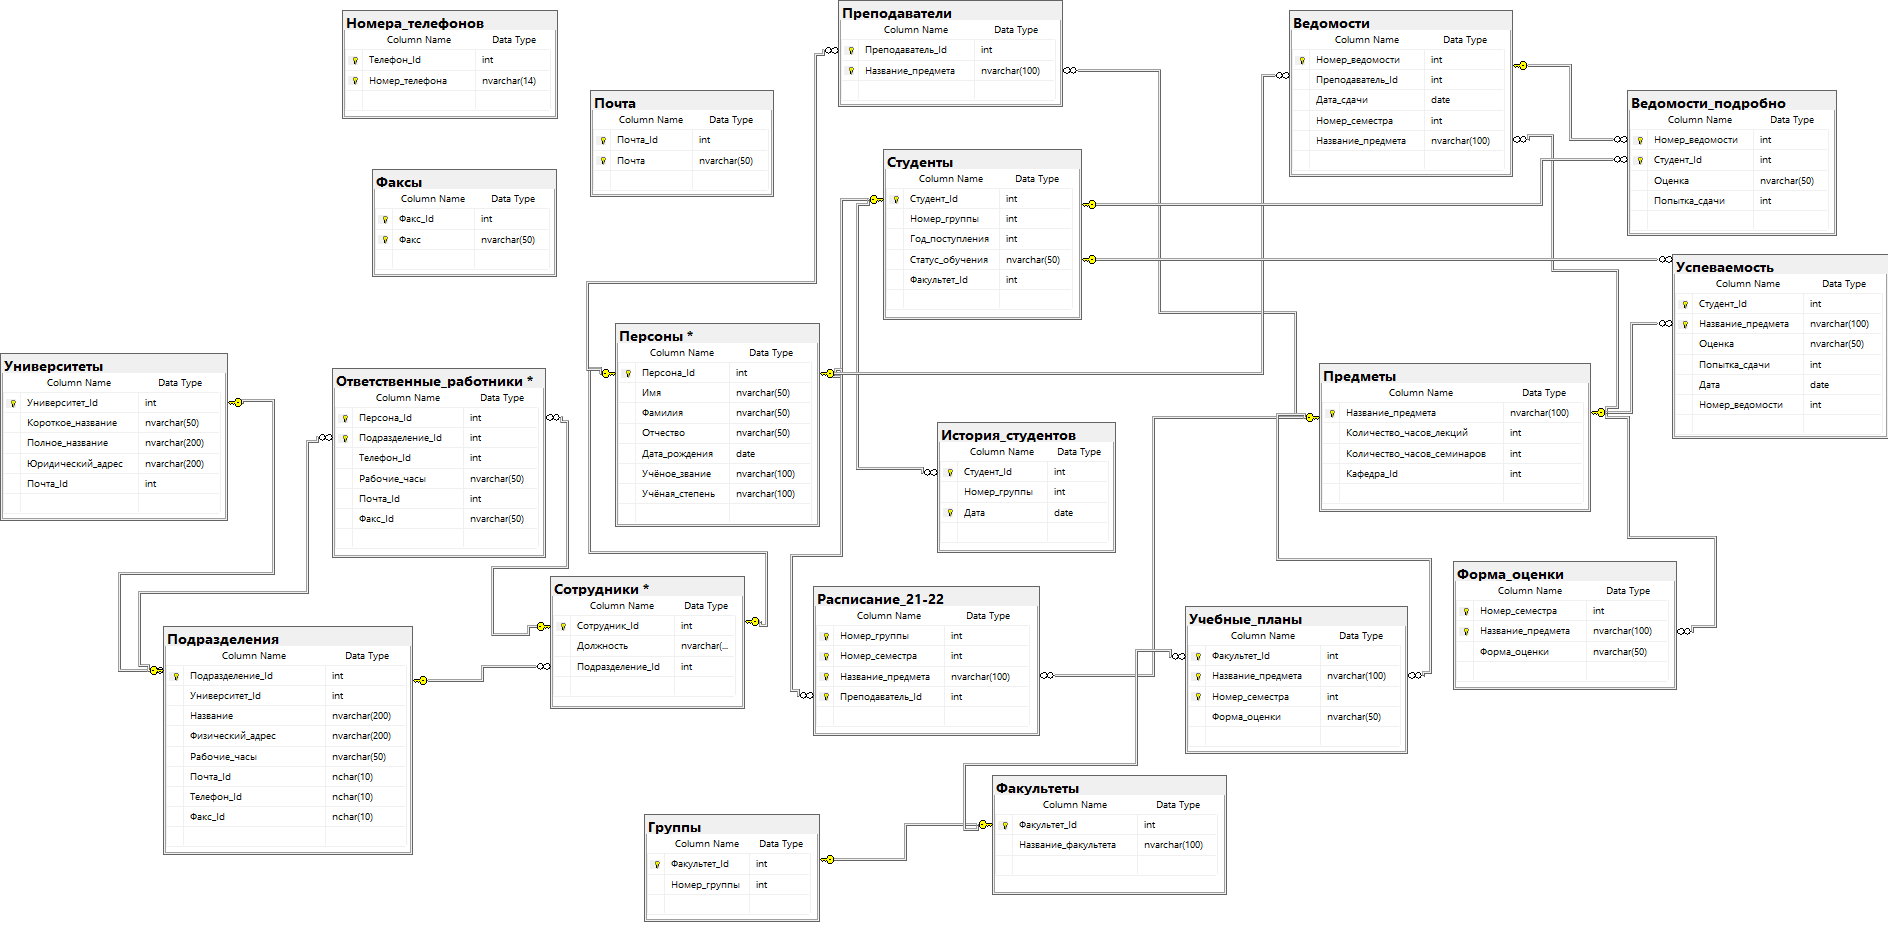 Номера_телефонов
Column Name Data Type
Телефон_Id int
Номер_телефона nvarchar(14)
Почта
Column Name Data Type
Почта_Id int
Почта nvarchar(50)
Факсы
Column Name Data Type
Факс_Id int
Факс nvarchar(50)
Преподаватели
Column Name Data Type
Преподаватель_Id int
Название_предмета nvarchar(100)
Студенты
Column Name Data Type
Студент_Id int
Номер_группы int
Год_поступления int
Статус_обучения nvarchar(50)
Факультет_Id int
Ведомости
Column Name Data Type
Номер_ведомости int
Преподаватель_Id int
Дата_сдачи date
Номер_семестра int
Название_предмета nvarchar(100)
Ведомости_подробно
Column Name Data Type
Номер_ведомости int
Студент_Id int
Оценка nvarchar(50)
Попытка_сдачи int
Успеваемость
Column Name Data Type
Студент_Id int
Название_предмета nvarchar(100)
Оценка nvarchar(50)
Попытка_сдачи int
Дата date
Номер_ведомости int
Университеты
Column Name Data Type
Университет_Id int
Короткое_название nvarchar(50)
Полное_название nvarchar(200)
Юридический_адрес nvarchar(200)
Почта_Id int
Ответственные_работники *
Column Name Data Type
Персона_Id int
Подразделение_Id int
Телефон_Id int
Рабочие_часы nvarchar(50)
Почта_Id int
Факс_Id nvarchar(50)
Персоны *
Column Name Data Type
Персона_Id int
Имя nvarchar(50)
Фамилия nvarchar(50)
Отчество nvarchar(50)
Дата_рождения date
Учёное_звание nvarchar(100)
Учёная_степень nvarchar(100)
История_студентов
Column Name Data Type
Студент_Id int
Номер_группы int
Дата date
Предметы
Column Name Data Type
Название_предмета nvarchar(100)
Количество_часов_лекций int
Количество_часов_семинаров int
Кафедра_Id int
Подразделения
Column Name Data Type
Подразделение_Id int
Университет_Id int
Название nvarchar(200)
Физический_адрес nvarchar(200)
Рабочие_часы nvarchar(50)
Почта_Id nchar(10)
Телефон_Id nchar(10)
Факс_Id nchar(10)
Сотрудники *
Column Name Data Type
Сотрудник_Id int
Должность nvarchar(...
Подразделение_Id int
Расписание_21-22
Column Name Data Type
Номер_группы int
Номер_семестра int
Название_предмета nvarchar(100)
Преподаватель_Id int
Учебные_планы
Column Name Data Type
Факультет_Id int
Название_предмета nvarchar(100)
Номер_семестра int
Форма_оценки nvarchar(50)
Форма_оценки
Column Name Data Type
Номер_семестра int
Название_предмета nvarchar(100)
Форма_оценки nvarchar(50)
Группы
Column Name Data Type
Факультет_Id int
Номер_группы int
Факультеты
Column Name Data Type
Факультет_Id int
Название_факультета nvarchar(100)